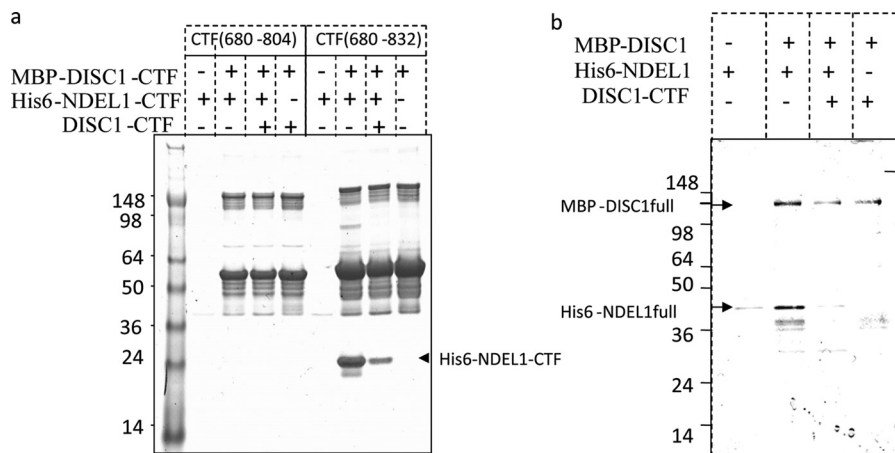 a
CTF(680 -804) CTF(680 -832)
MBP-DISC1-CTF - + + + - + + +
His6-NDEL1-CTF + + + - + + + -
DISC1-CTF - - + + - - + -
148
98
64
50
36
24
14
His6-NDEL1-CTF
b
MBP-DISC1 - + + +
His6-NDEL1 + + + -
DISC1-CTF - - + +
148
MBP -DISC1full
98
64
50
His6 -NDEL1full
36
24
14